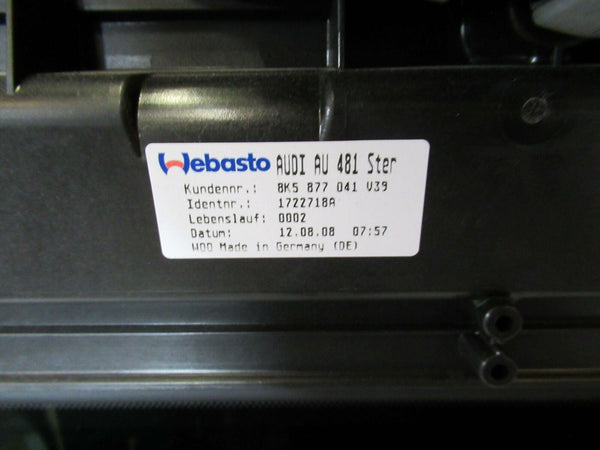 Webasto AUDI AU 481 Ster
Kundennr.: 8K5 877 041 V39
Identnr.: 1722718A
Lebenslauf: 0002
Datum: 12.08.08 07:57
WOO Made in Germany (DE)